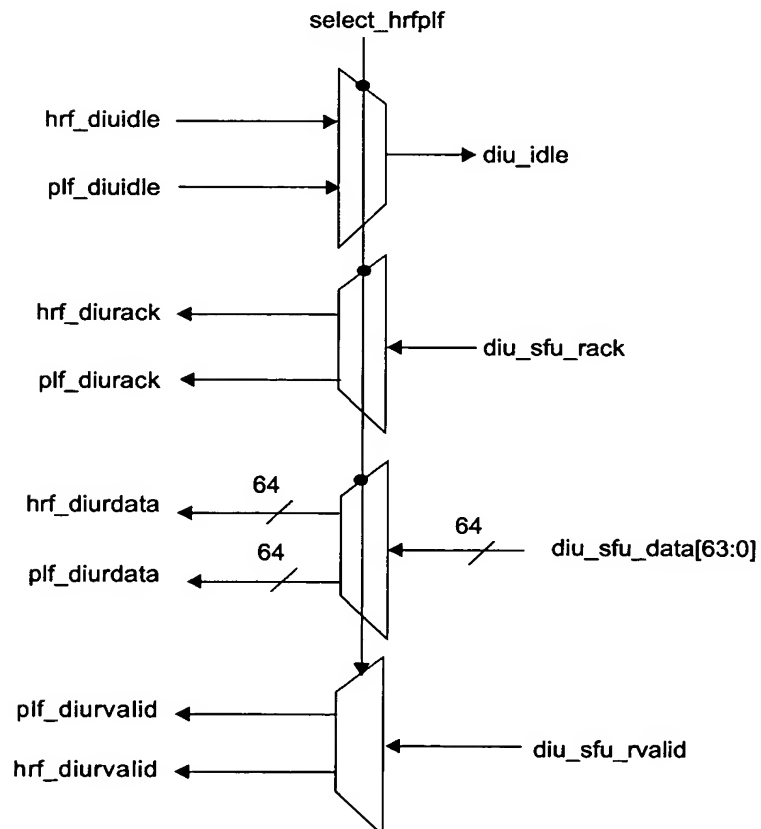 select_hrfplf
hrf_diuidle
diu_idle
plf_diuidle
hrf_diurack
diu_sfu_rack
plf_diurack
64
hrf_diurdata
64
64
diu_sfu_data[63:0]
plf_diurdata
plf_diurvalid
diu_sfu_rvalid
hrf_diurvalid